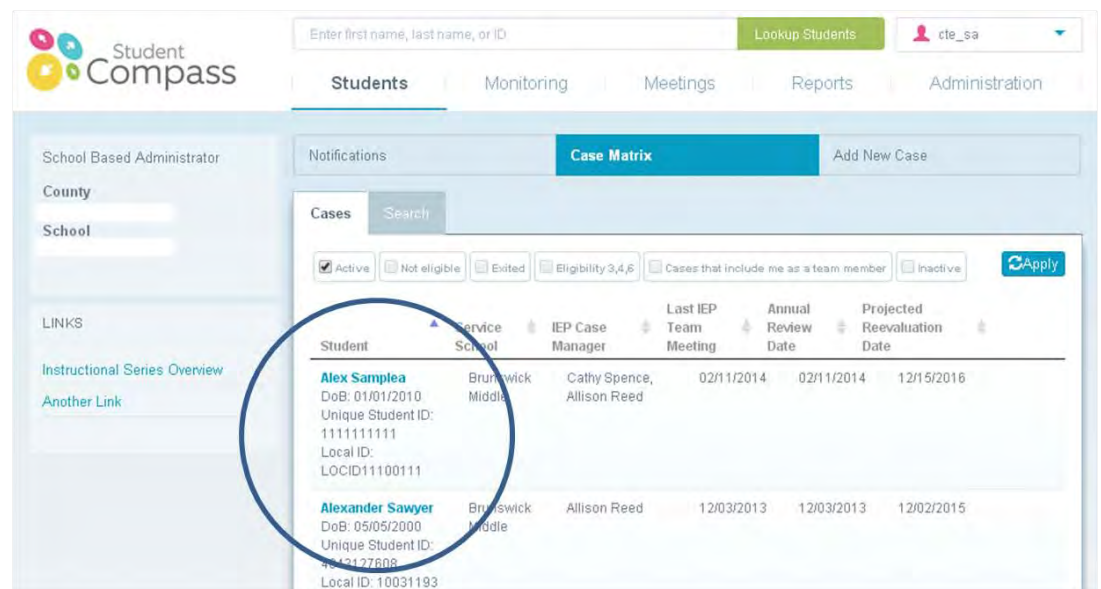 Student
Compass
Enter first name, last name, or ID
Lookup Students
cte_sa
Students
Monitoring
Meetings
Reports
Administration
School Based Administrator
County
School
LINKS
Instructional Series Overview
Another Link
Notifications
Case Matrix
Add New Case
Cases
Search
Active
Not eligible
Exited
Eligibility 3,4,6
Cases that include me as a team member
Inactive
Apply
Student
Service
School
IEP Case
Manager
Last IEP
Team
Meeting
Annual
Review
Date
Projected
Reevaluation
Date
Alex Samplea
DoB: 01/01/2010
Unique Student ID:
1111111111
Local ID:
LOCID11100111
Brunswick
Middle
Cathy Spence,
Allison Reed
02/11/2014
02/11/2014
12/15/2016
Alexander Sawyer
DoB: 05/05/2000
Unique Student ID:
Local ID: 10031193
Brunswick
Middle
Allison Reed
12/03/2013
12/03/2013
12/02/2015